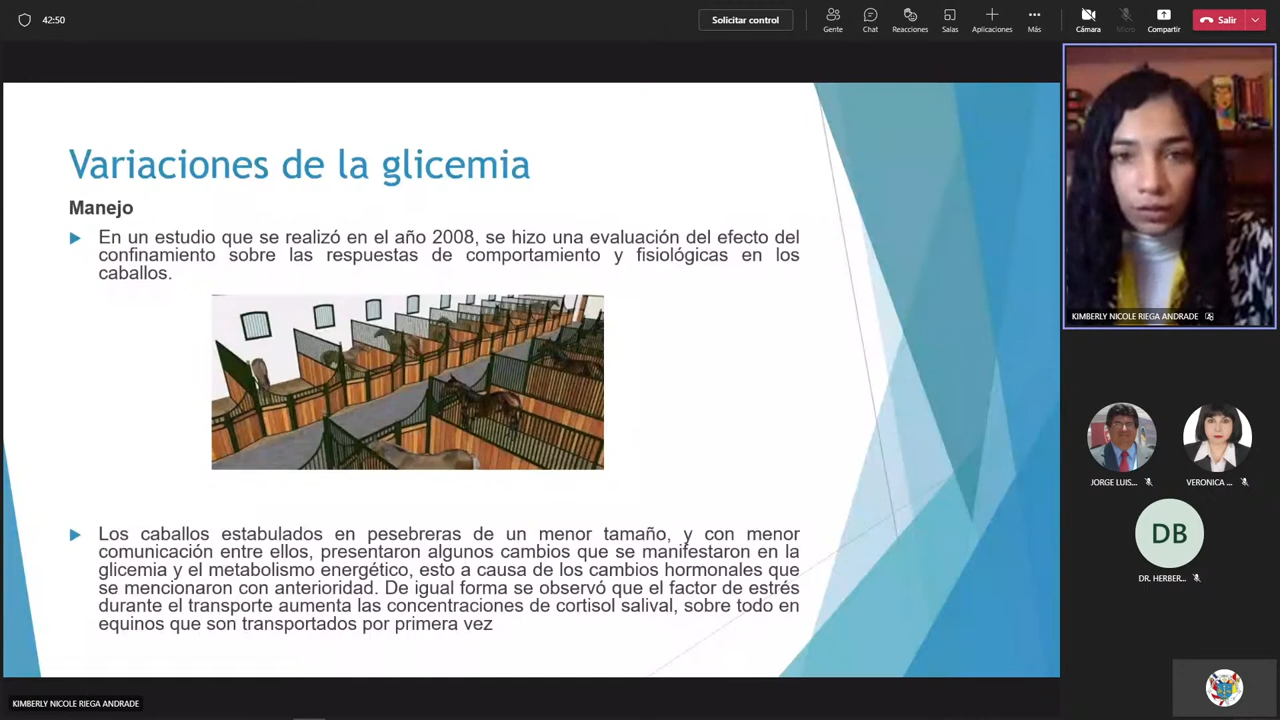 42:50
Solicitar control
Gente
Chat
Reacciones
Salas
Aplicaciones
Más
Cámara
Micro
Compartir
Salir
Variaciones de la glicemia
Manejo
En un estudio que se realizó en el año 2008, se hizo una evaluación del efecto del
confinamiento sobre las respuestas de comportamiento y fisiológicas en los
caballos.
Los caballos estabulados en pesebreras de un menor tamaño, y con menor
comunicación entre ellos, presentaron algunos cambios que se manifestaron en la
glicemia y el metabolismo energético, esto a causa de los cambios hormonales que
se mencionaron con anterioridad. De igual forma se observó que el factor de estrés
durante el transporte aumenta las concentraciones de cortisol salival, sobre todo en
equinos que son transportados por primera vez
KIMBERLY NICOLE RIEGA ANDRADE
JORGE LUIS...
VERONICA ...
DB
DR. HERBER...
KIMBERLY NICOLE RIEGA ANDRADE